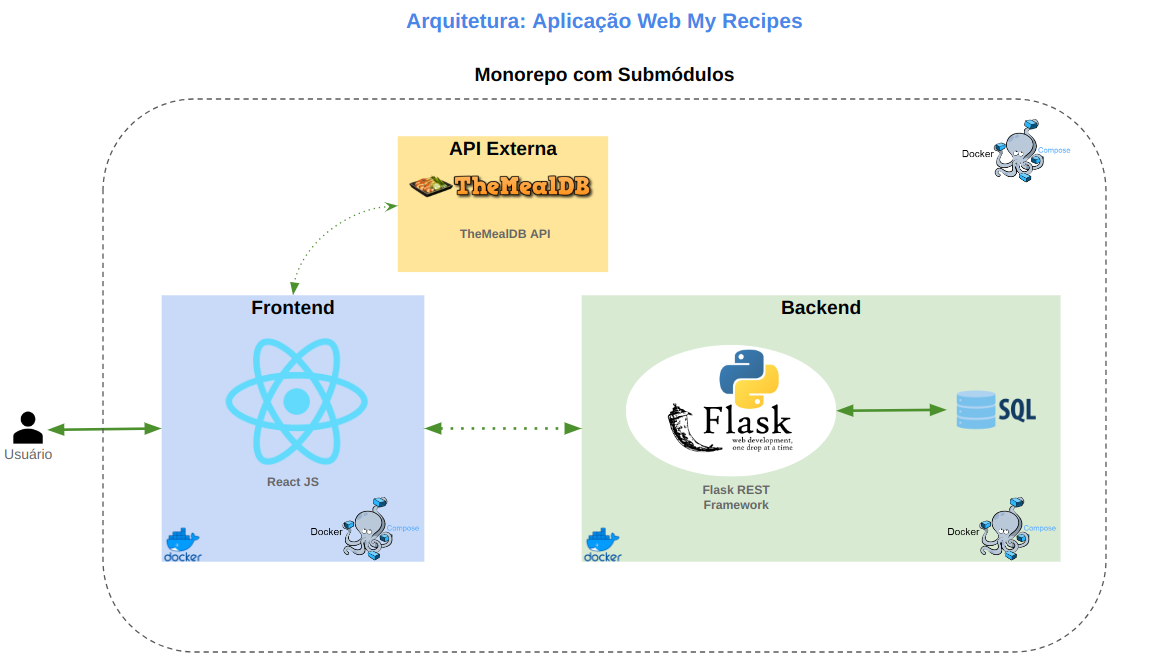 Arquitetura: Aplicação Web My Recipes
Monorepo com Submódulos
Docker Compose
API Externa
TheMealDB
TheMealDB API
Frontend
React JS
docker
Docker Compose
Backend
Flask
web development,
one drop at a time
Flask REST
Framework
SQL
docker
Docker Compose
Usuário